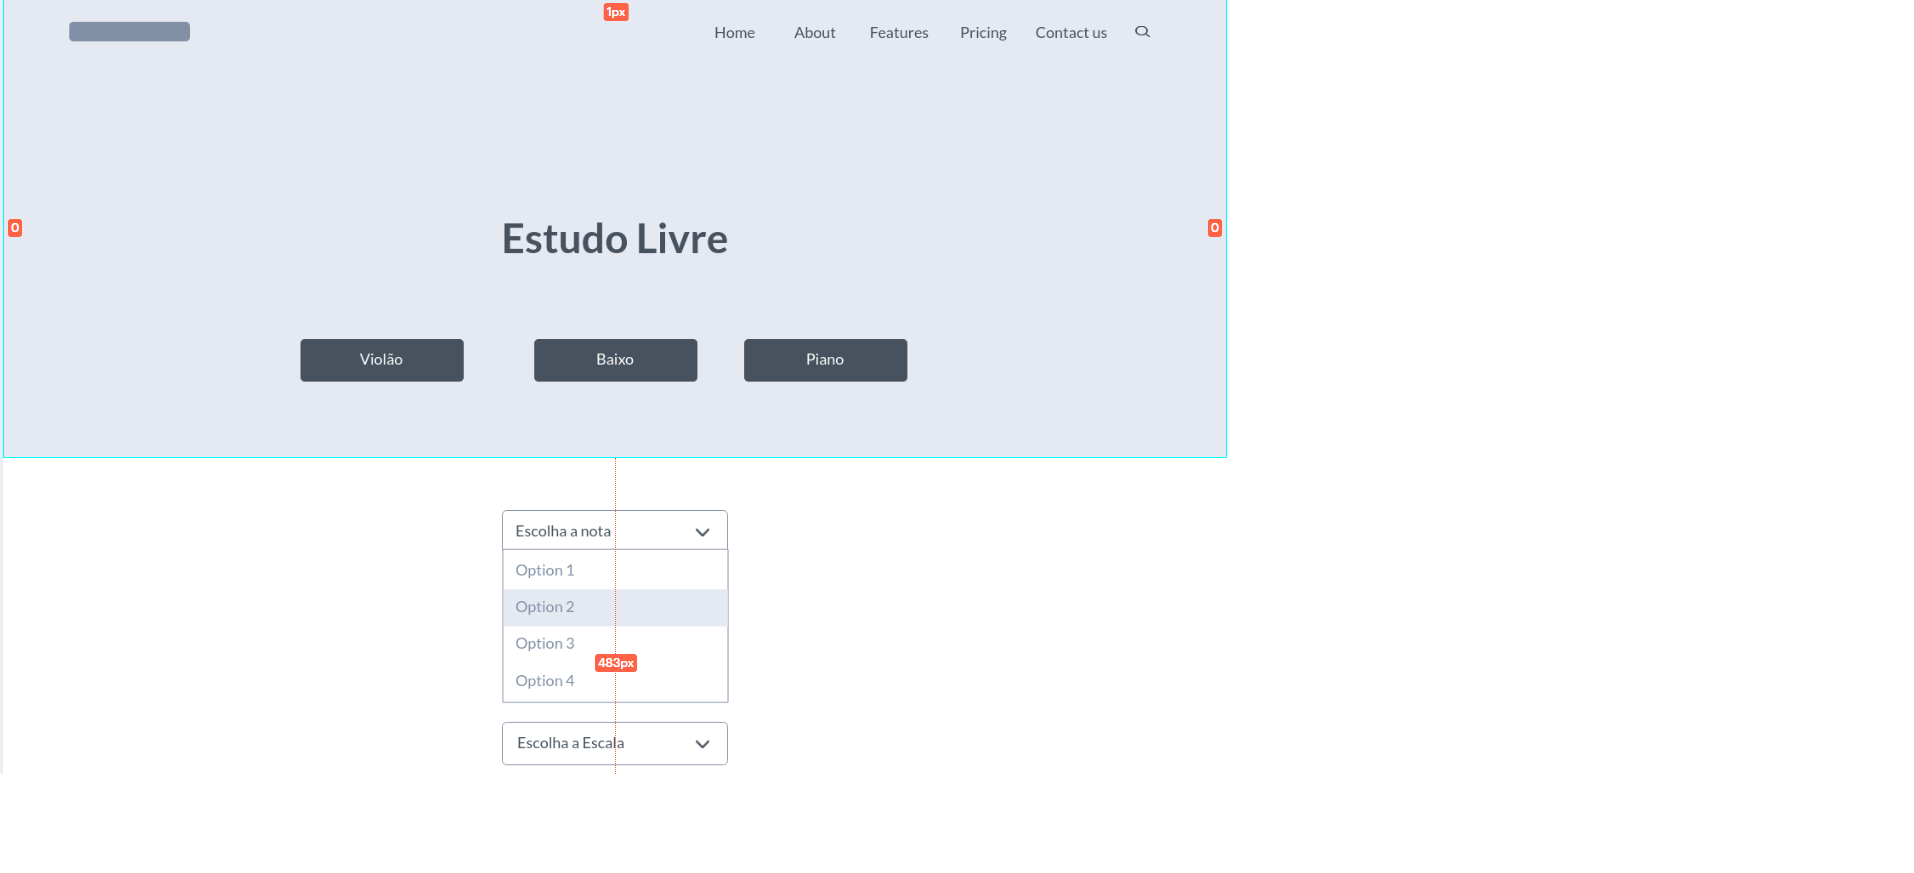 1px
Home About Features Pricing Contact us
0
0
Estudo Livre
Violão Baixo Piano
Escolha a nota
Option 1
Option 2
Option 3
483px
Option 4
Escolha a Escala